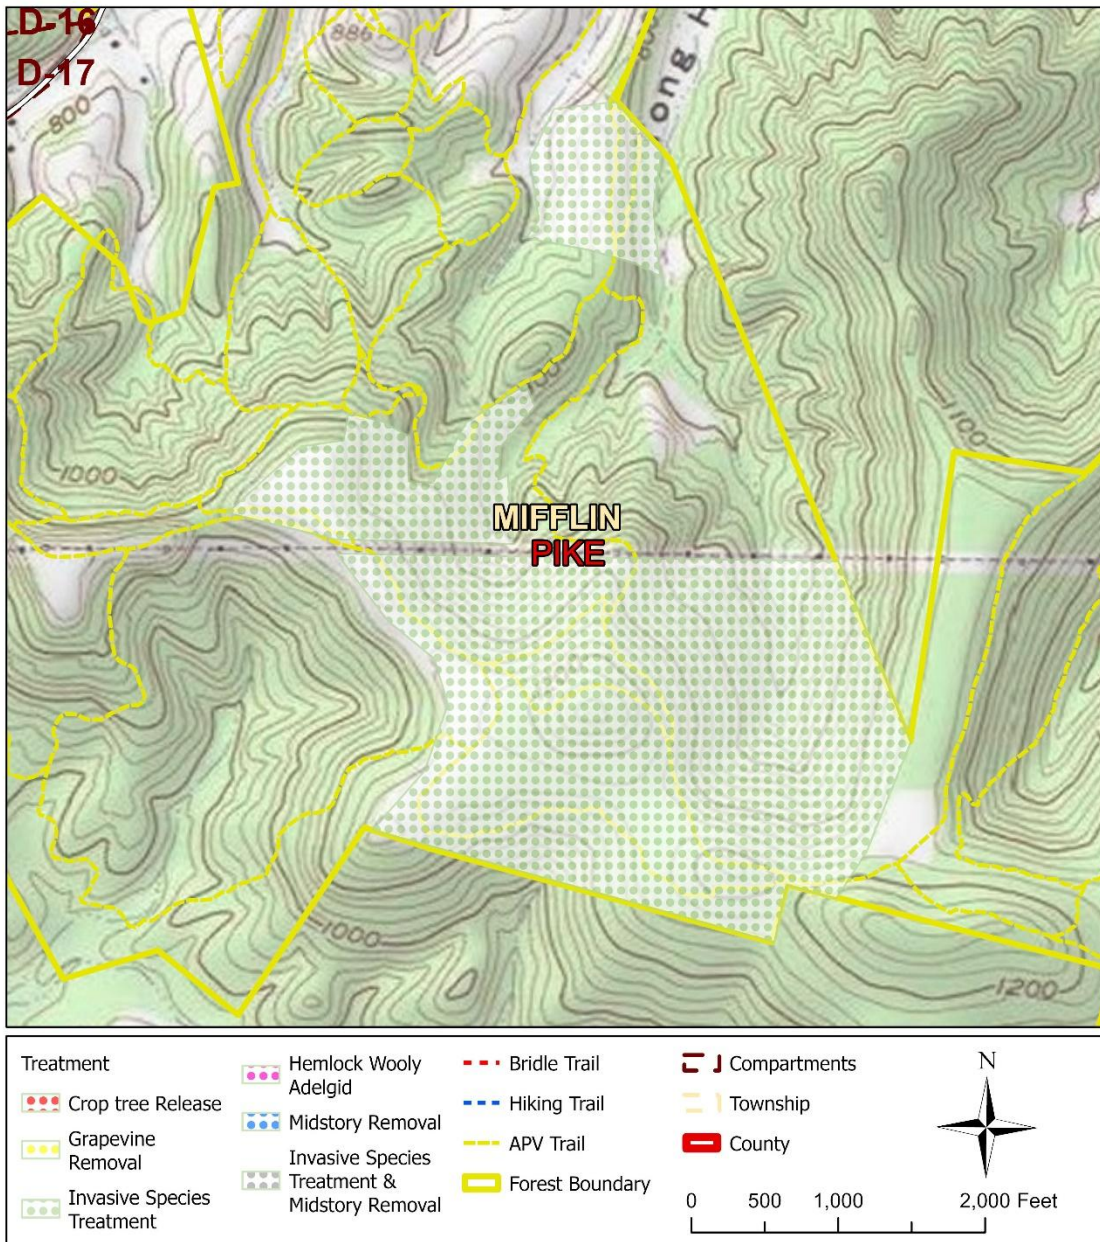 D-16
D-17
886
800
ong H
1100
1000
MIFFLIN
PIKE
1000
1200
Treatment
Crop tree Release
Grapevine
Removal
Invasive Species
Treatment
Hemlock Wooly
Adelgid
Midstory Removal
Invasive Species
Treatment &
Midstory Removal
Bridle Trail
Hiking Trail
APV Trail
Forest Boundary
Compartments
Township
County
N
0 500 1,000 2,000 Feet